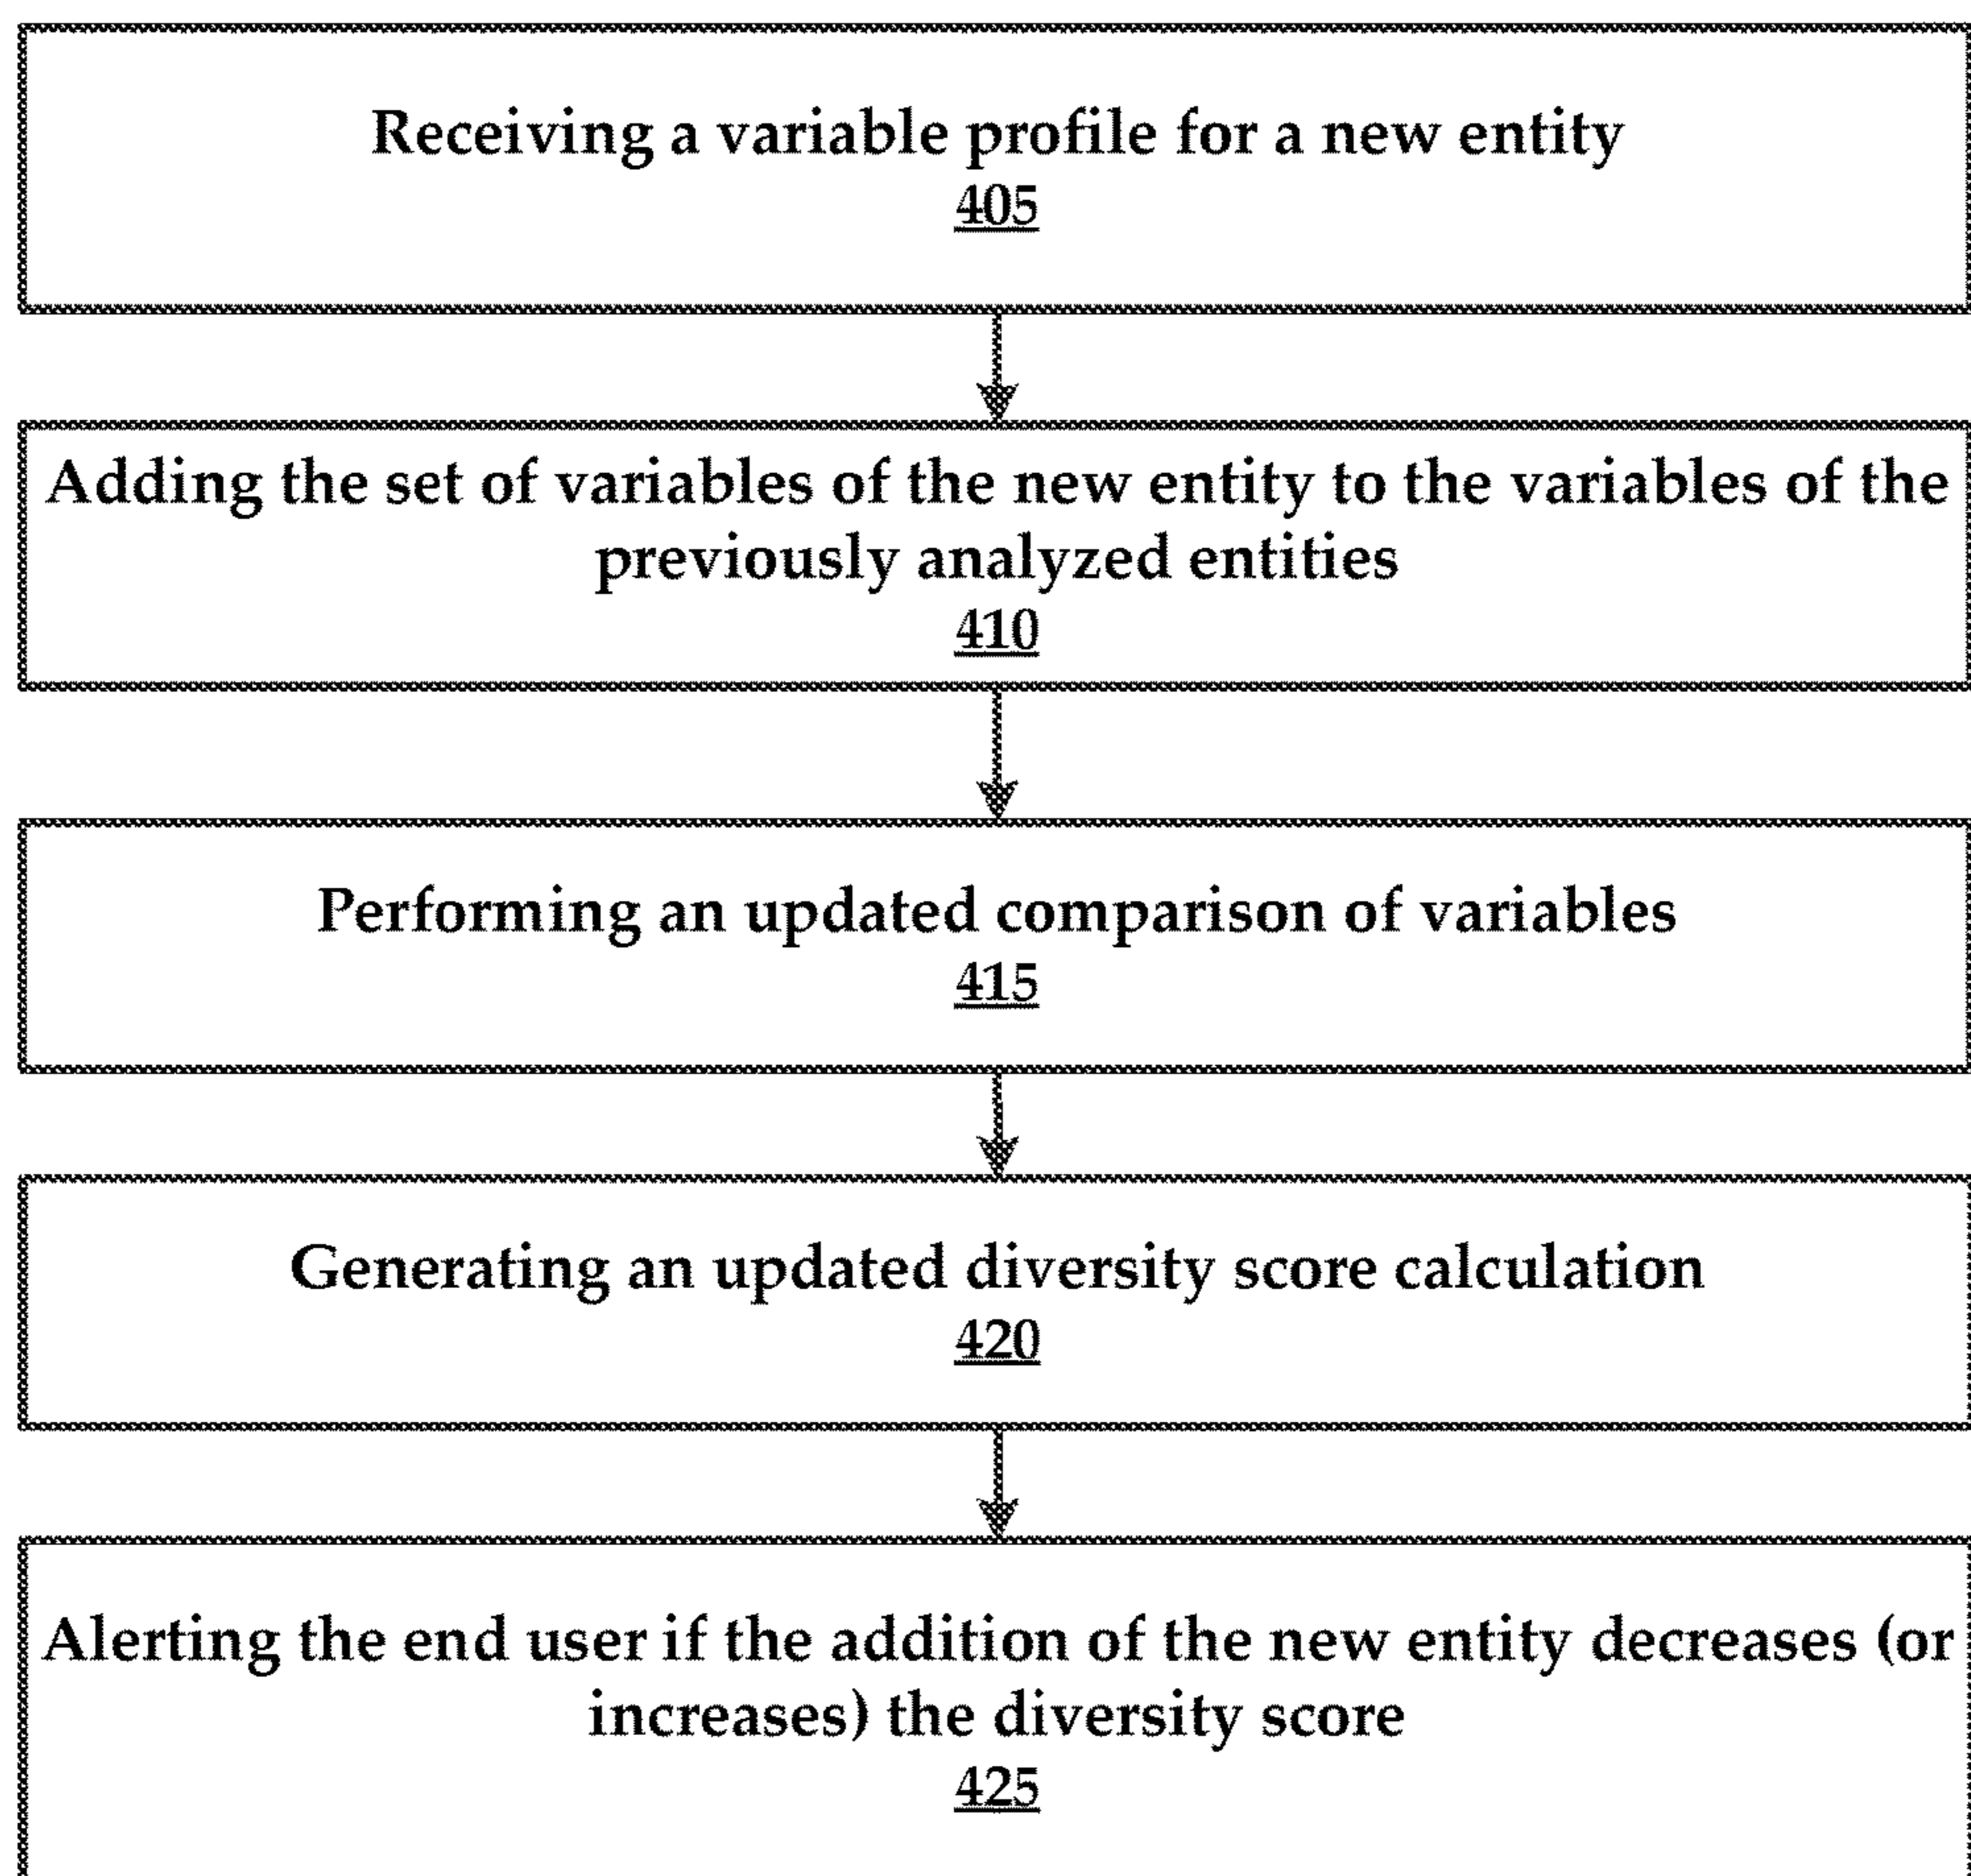 Receiving a variable profile for a new entity
405
Adding the set of variables of the new entity to the variables of the
previously analyzed entities
410
Performing an updated comparison of variables
415
Generating an updated diversity score calculation
420
Alerting the end user if the addition of the new entity decreases (or
increases) the diversity score
425